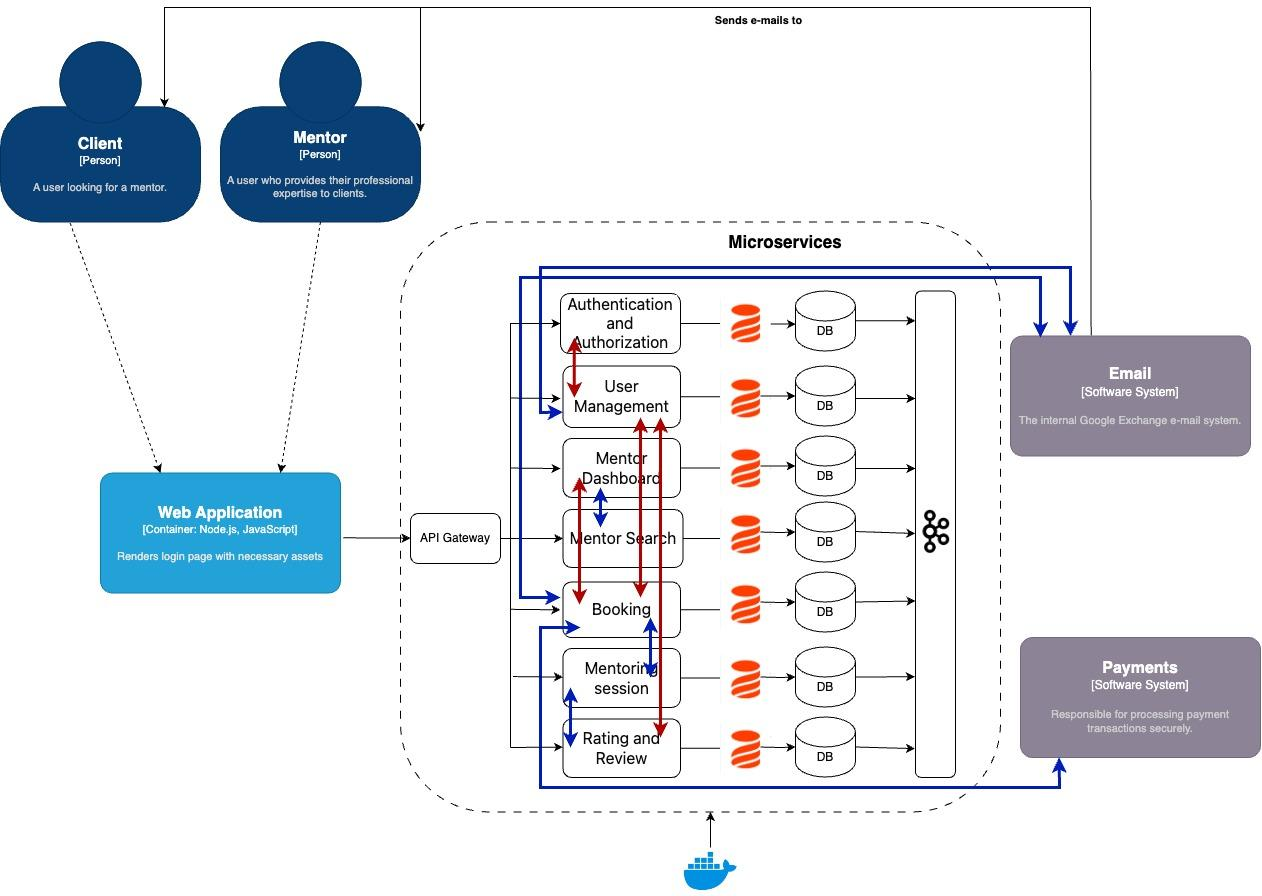 Sends e-mails to
Client
[Person]
A user looking for a mentor.
Mentor
[Person]
A user who provides their professional
expertise to clients.
Microservices
Authentication
and
Authorization
DB
User
Management
DB
Mentor
Dashboard
DB
Mentor Search
DB
Booking
DB
Mentoring
session
DB
Rating and
Review
DB
Email
[Software System]
The internal Google Exchange e-mail system.
Web Application
[Container: Node.js, JavaScript]
Renders login page with necessary assets
API Gateway
Payments
[Software System]
Responsible for processing payment
transactions securely.